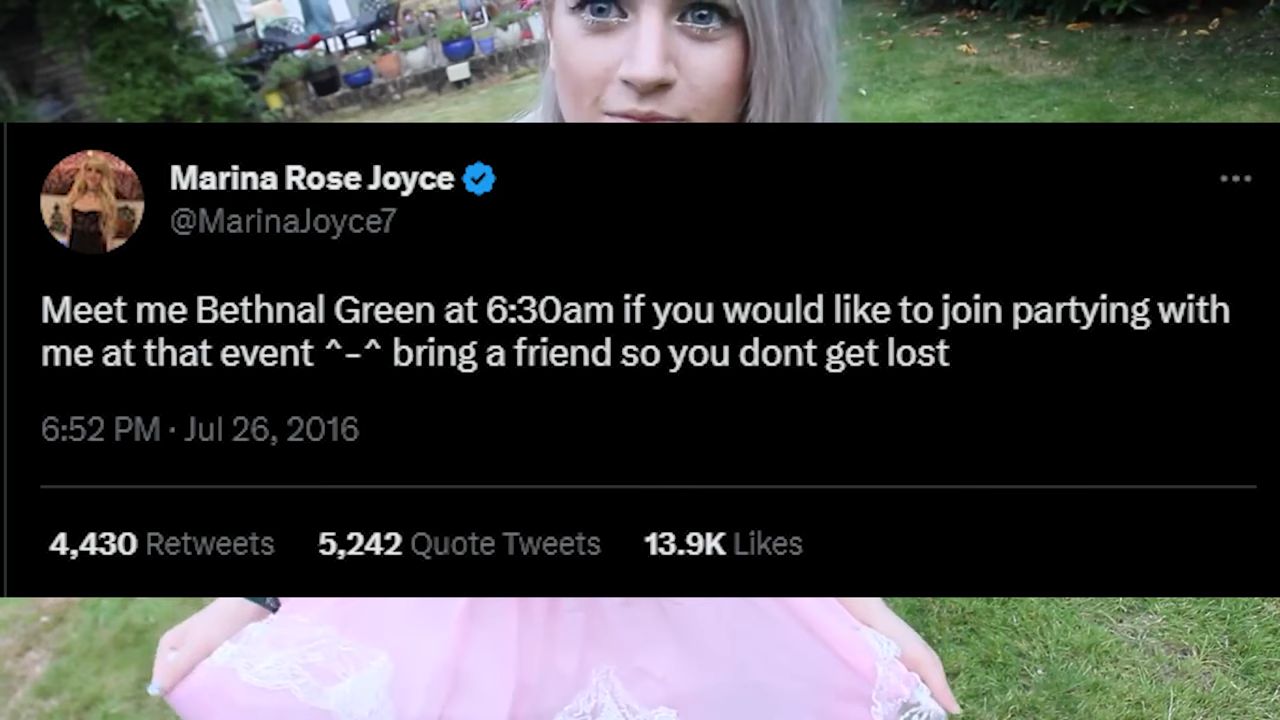 Marina Rose Joyce
@MarinaJoyce7
Meet me Bethnal Green at 6:30am if you would like to join partying with
me at that event ^-^ bring a friend so you dont get lost
6:52 PM · Jul 26, 2016
4,430 Retweets 5,242 Quote Tweets 13.9K Likes